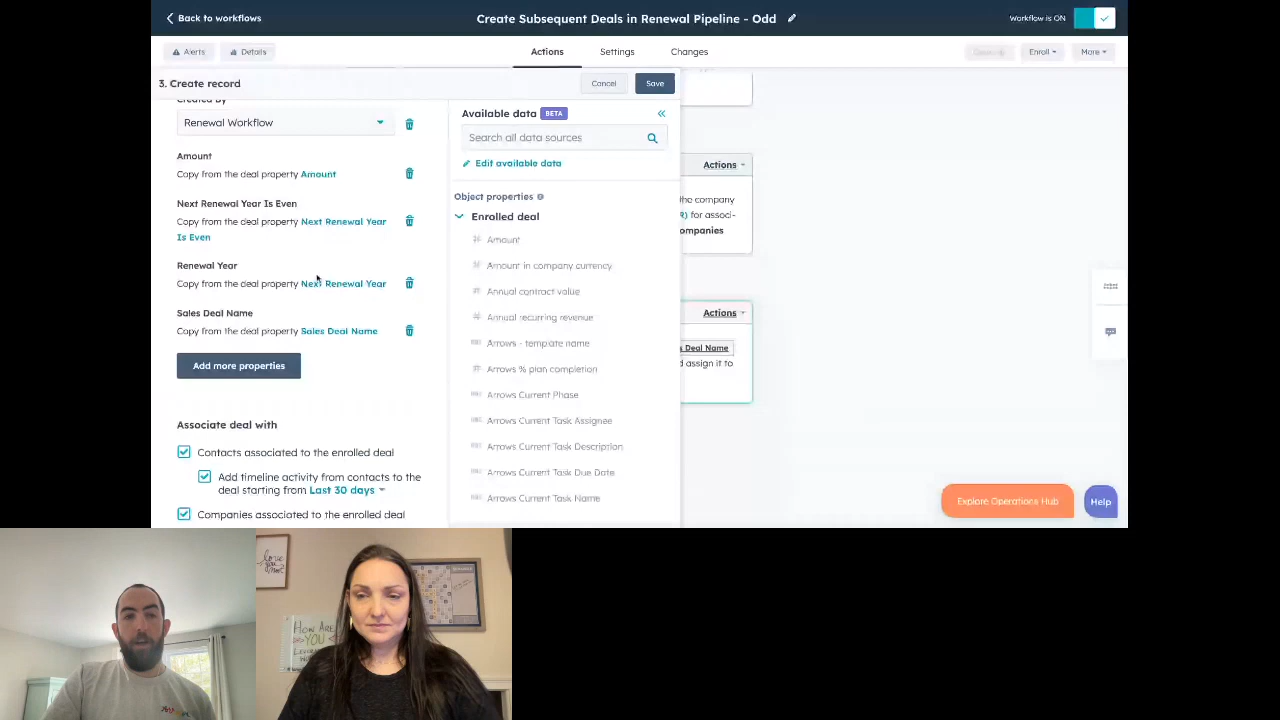 Back to workflows
Create Subsequent Deals in Renewal Pipeline - Odd
Workflow is ON
Alerts
Details
Actions
Settings
Changes
Enroll
More
3. Create record
Cancel
Save
Created By
Renewal Workflow
Amount
Copy from the deal property Amount
Next Renewal Year Is Even
Copy from the deal property Next Renewal Year
Is Even
Renewal Year
Copy from the deal property Next Renewal Year
Sales Deal Name
Copy from the deal property Sales Deal Name
Add more properties
Associate deal with
Contacts associated to the enrolled deal
Add timeline activity from contacts to the
deal starting from Last 30 days
Companies associated to the enrolled deal
Available data BETA
Search all data sources
Edit available data
Object properties
Enrolled deal
Amount
Amount in company currency
Annual contract value
Annual recurring revenue
Arrows - template name
Arrows % plan completion
Arrows Current Phase
Arrows Current Task Assignee
Arrows Current Task Description
Arrows Current Task Due Date
Arrows Current Task Name
Actions
the company
R) for associ-
ompanies
Actions
s Deal Name
d assign it to
Explore Operations Hub
Help
love
you
HOW ARE
YOU